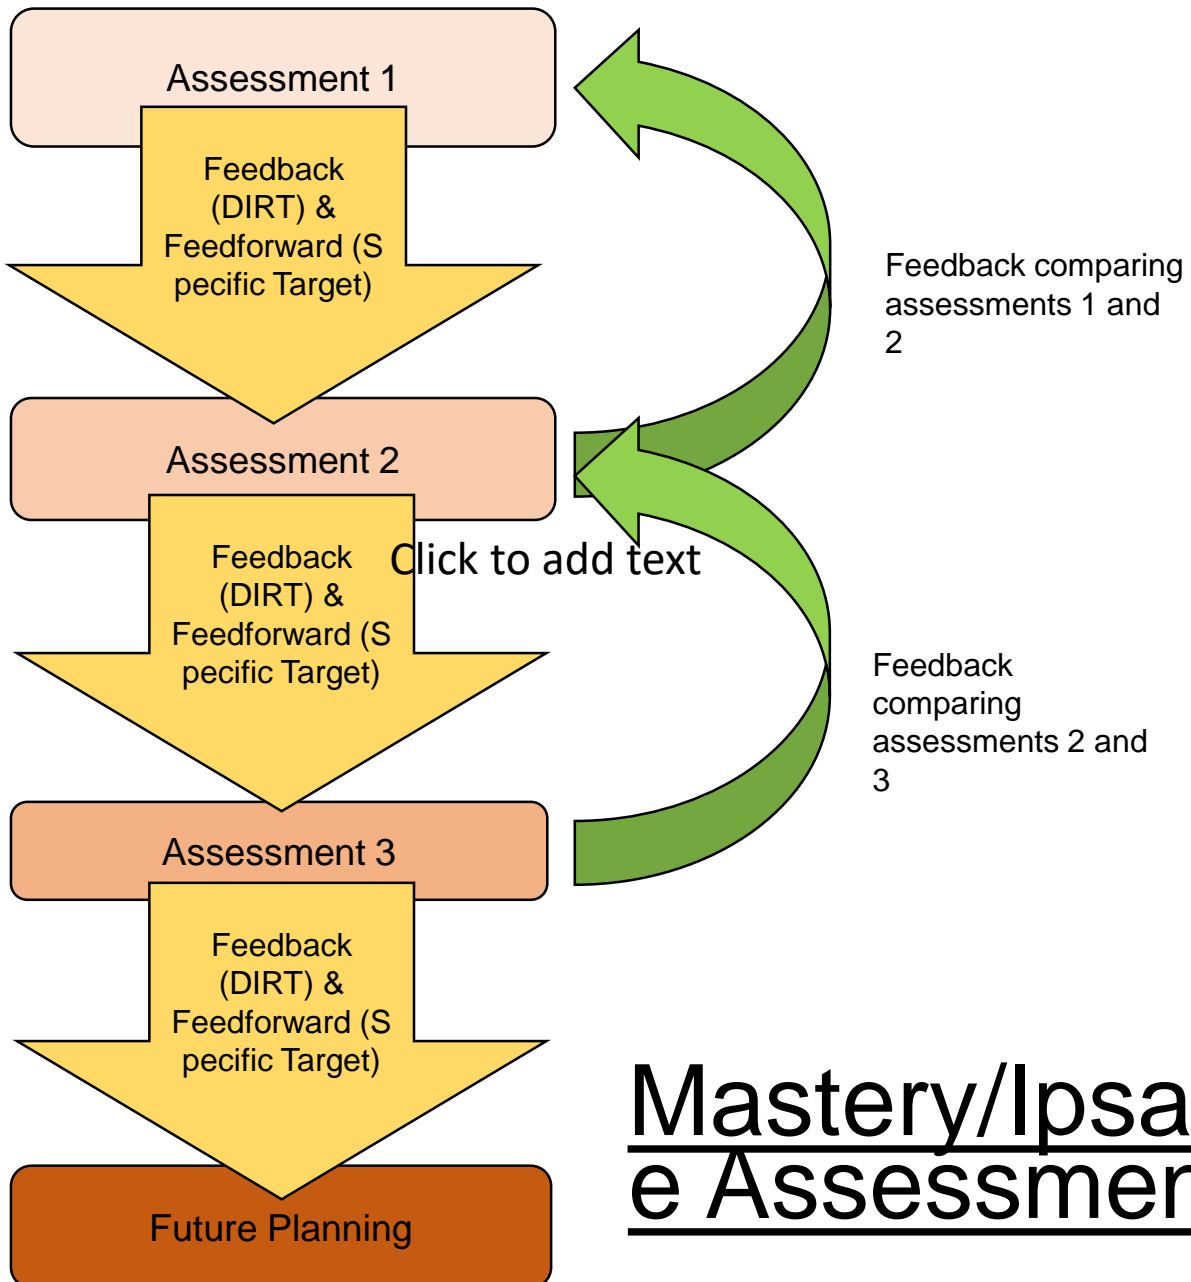 Assessment 1
Feedback
(DIRT) &
Feedforward (S
pecific Target)
Feedback comparing
assessments 1 and
2
Assessment 2
Click to add text
Feedback
(DIRT) &
Feedforward (S
pecific Target)
Feedback
comparing
assessments 2 and
3
Assessment 3
Feedback
(DIRT) &
Feedforward (S
pecific Target)
Mastery/Ipsa
e Assessmen
Future Planning